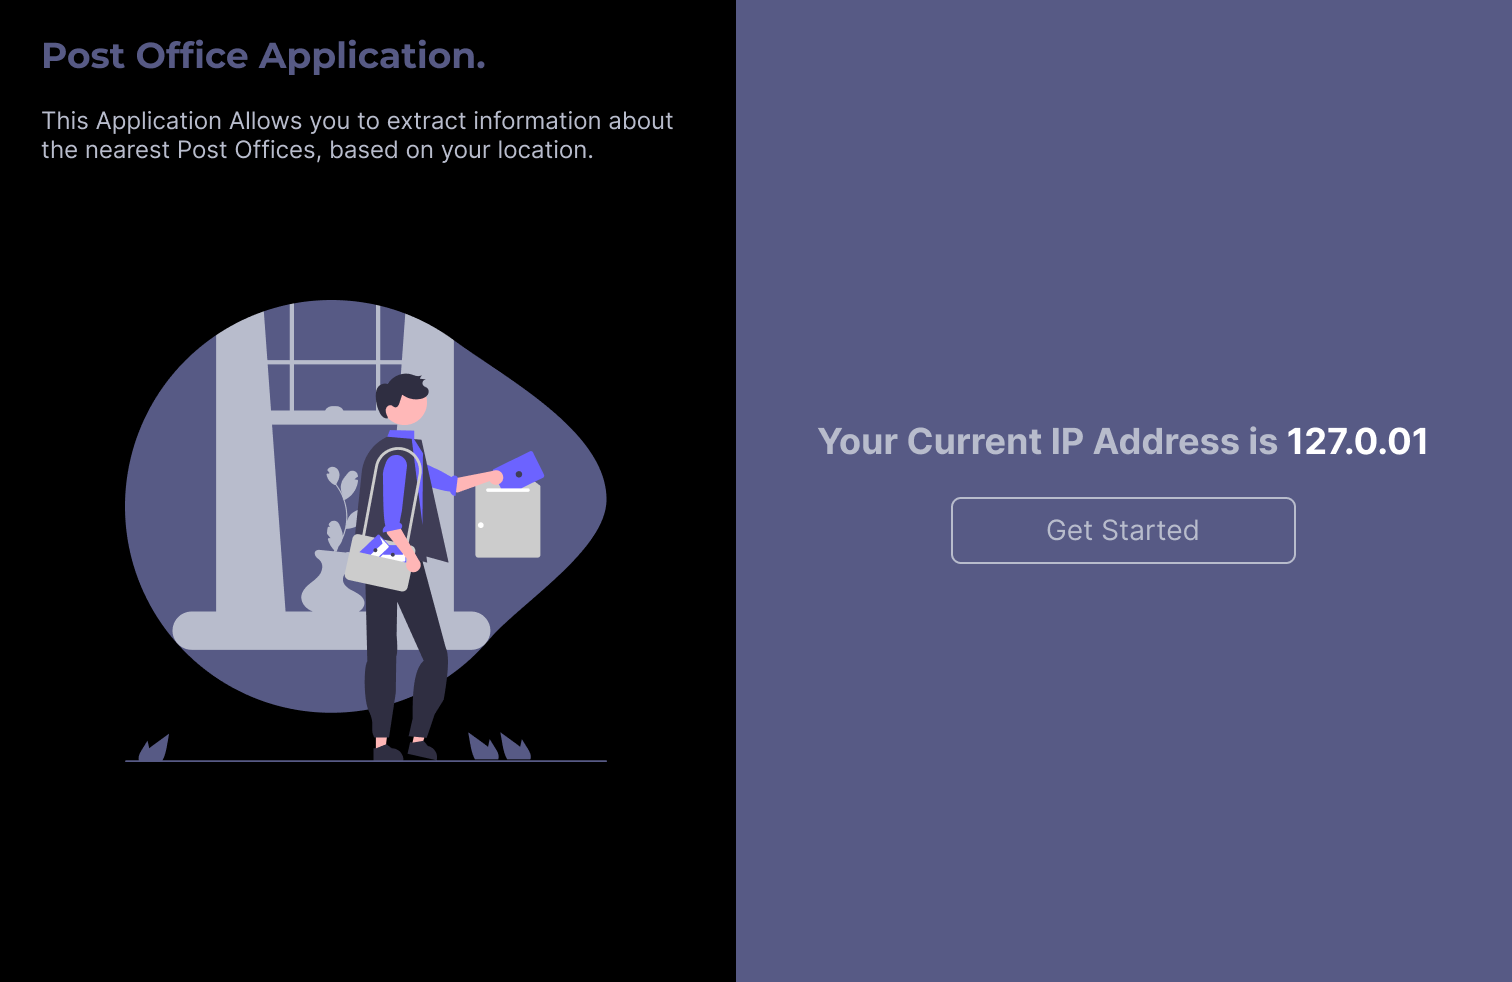 Post Office Application.
This Application Allows you to extract information about
the nearest Post Offices, based on your location.
Your Current IP Address is 127.0.01
Get Started